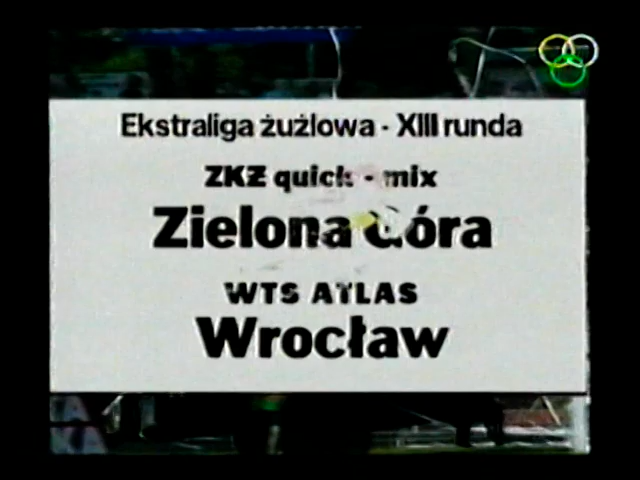 Ekstraliga żużlowa - XIII runda
ZKŻ quick - mix
Zielona Góra
WTS ATLAS
Wrocław